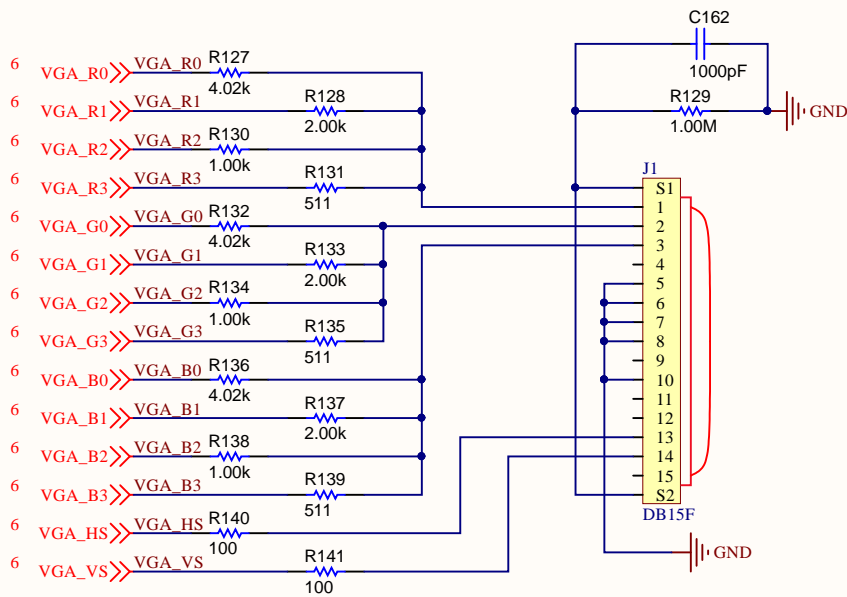 C162
1000pF
R129
1.00M
GND
6 VGA_R0 VGA_R0 R127 4.02k
6 VGA_R1 VGA_R1 R128 2.00k
6 VGA_R2 VGA_R2 R130 1.00k
6 VGA_R3 VGA_R3 R131 511
6 VGA_G0 VGA_G0 R132 4.02k
6 VGA_G1 VGA_G1 R133 2.00k
6 VGA_G2 VGA_G2 R134 1.00k
6 VGA_G3 VGA_G3 R135 511
6 VGA_B0 VGA_B0 R136 4.02k
6 VGA_B1 VGA_B1 R137 2.00k
6 VGA_B2 VGA_B2 R138 1.00k
6 VGA_B3 VGA_B3 R139 511
6 VGA_HS VGA_HS R140 100
6 VGA_VS VGA_VS R141 100
J1
S1
1
2
3
4
5
6
7
8
9
10
11
12
13
14
15
S2
DB15F
GND